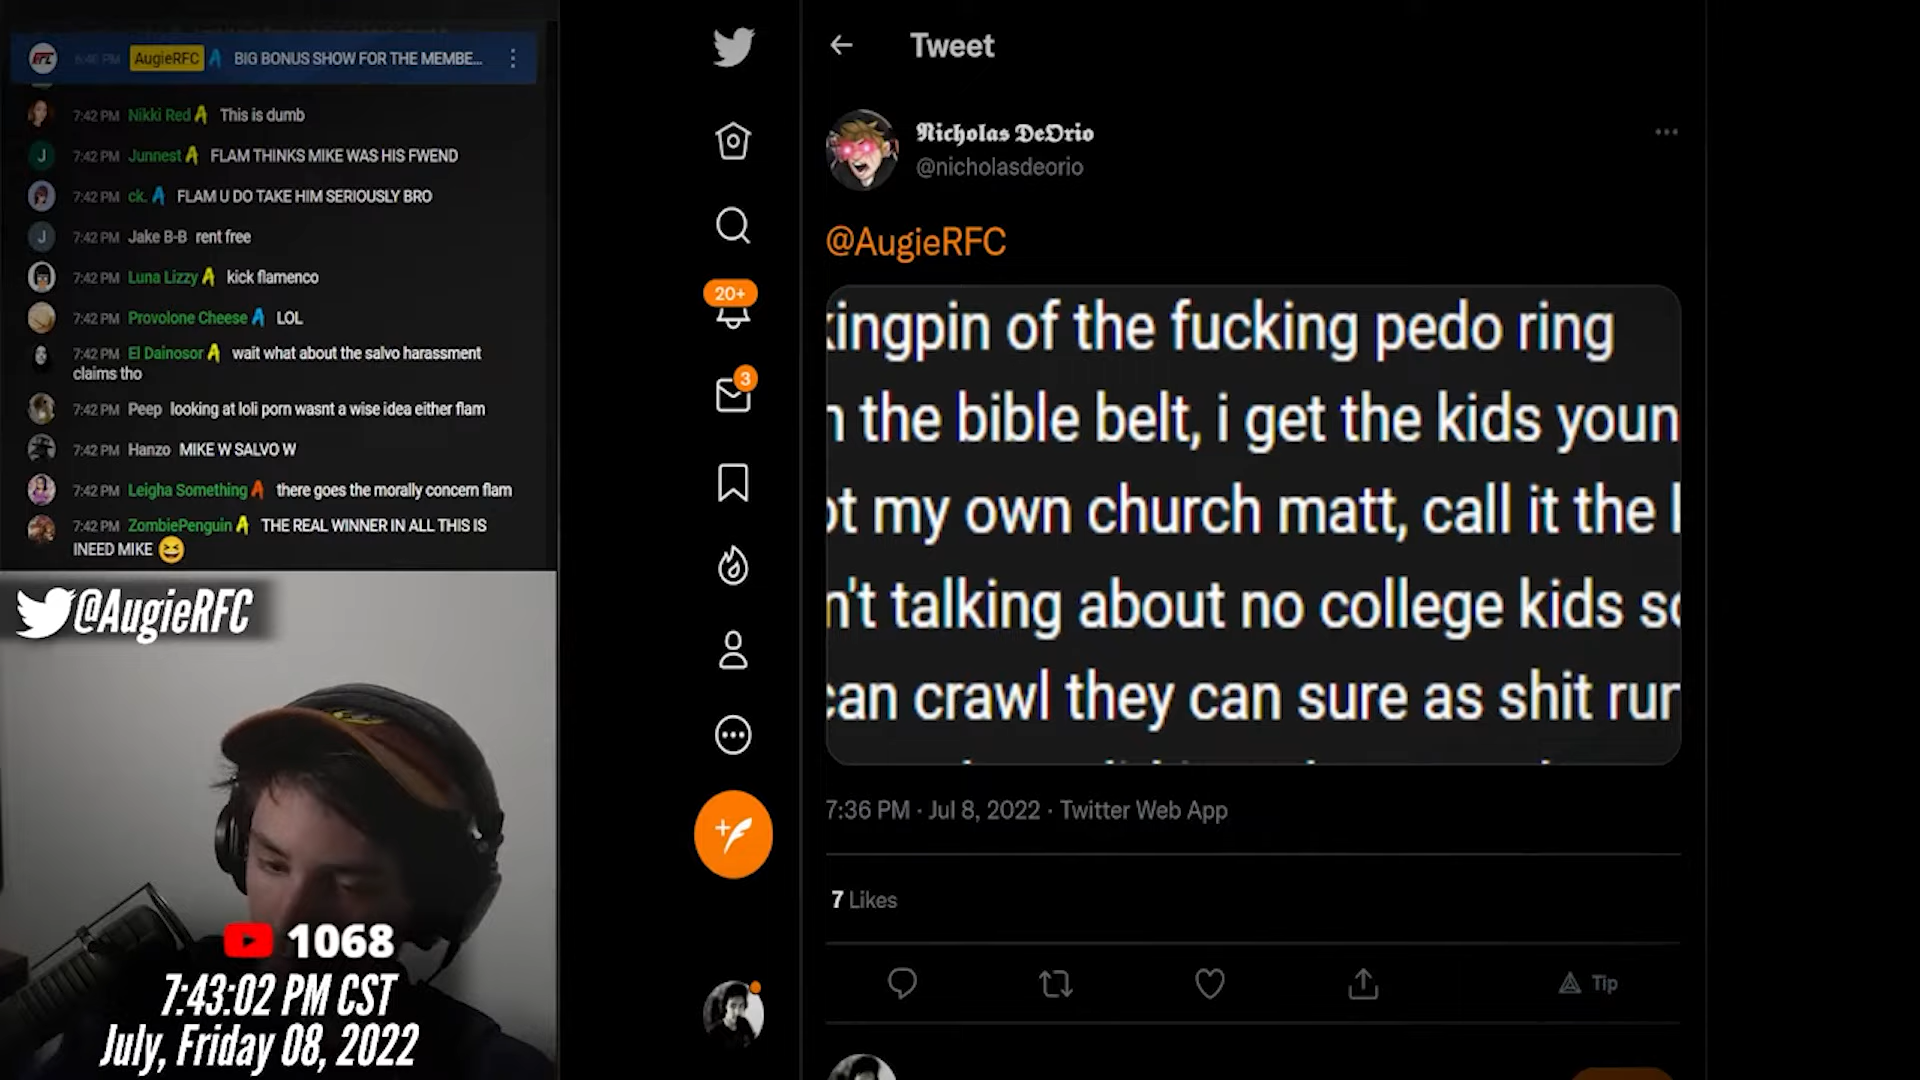 6:40 PM AugieRFC BIG BONUS SHOW FOR THE MEMBE...
7:42 PM Nikki Red This is dumb
7:42 PM Junnest FLAM THINKS MIKE WAS HIS FWEND
7:42 PM ck. FLAM U DO TAKE HIM SERIOUSLY BRO
7:42 PM Jake B-B rent free
7:42 PM Luna Lizzy kick flamenco
7:42 PM Provolone Cheese LOL
7:42 PM El Dainosor wait what about the salvo harassment
claims tho
7:42 PM Peep looking at loli porn wasnt a wise idea either flam
7:42 PM Hanzo MIKE W SALVO W
7:42 PM Leigha Something there goes the morally concern flam
7:42 PM ZombiePenguin THE REAL WINNER IN ALL THIS IS
INEED MIKE
@AugieRFC
1068
7:43:02 PM CST
July, Friday 08, 2022
20+
3
Tweet
Nicholas DeOrio
@nicholasdeorio
@AugieRFC
kingpin of the fucking pedo ring
the bible belt, i get the kids youn
my own church matt, call it the
n't talking about no college kids so
can crawl they can sure as shit run
7:36 PM · Jul 8, 2022 · Twitter Web App
7 Likes
Tip